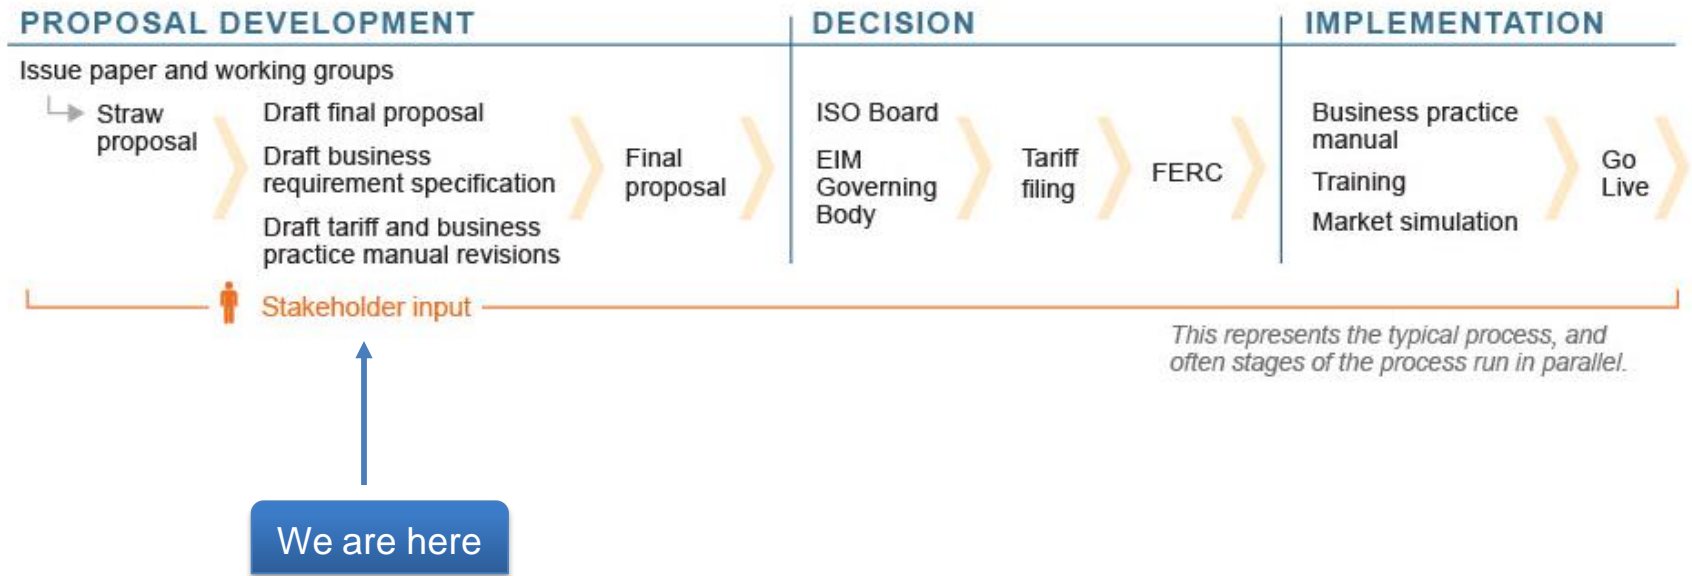 PROPOSAL DEVELOPMENT
DECISION
IMPLEMENTATION
Issue paper and working groups
Straw
proposal
Draft final proposal
Draft business
requirement specification
Draft tariff and business
practice manual revisions
Final
proposal
ISO Board
EIM
Governing
Body
Tariff
filing
FERC
Business practice
manual
Training
Market simulation
Go
Live
Stakeholder input
This represents the typical process, and
often stages of the process run in parallel.
We are here